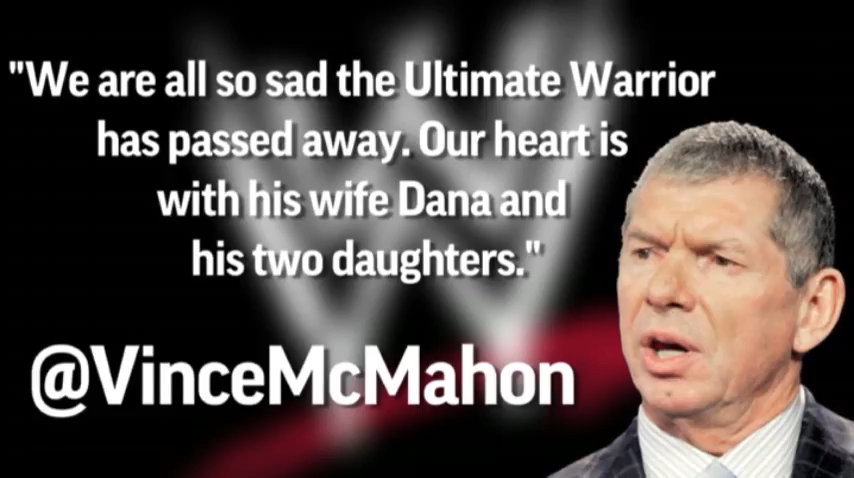 "We are all so sad the Ultimate Warrior
has passed away. Our heart is
with his wife Dana and
his two daughters."
@VinceMcMahon